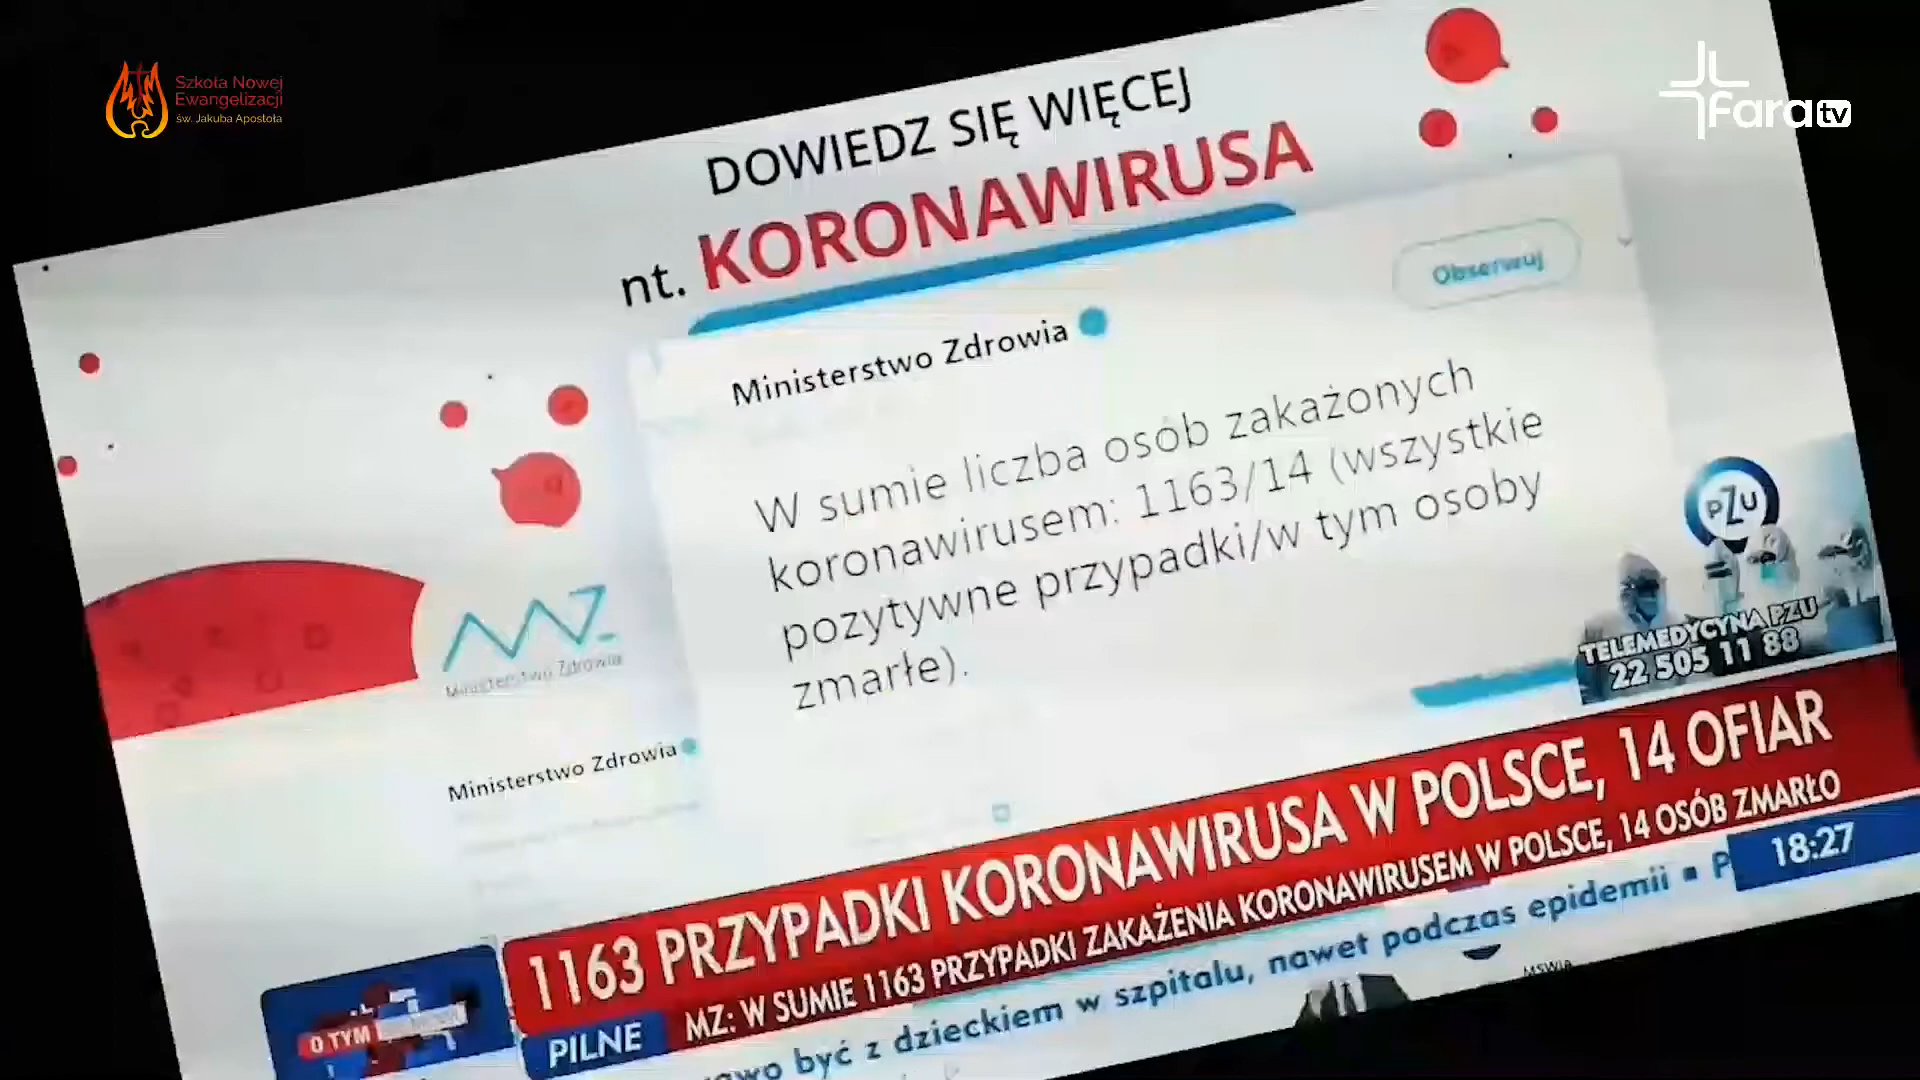 Szkoła Nowej
Ewangelizacji
św. Jakuba Apostoła
fara tv
DOWIEDZ SIĘ WIĘCEJ
nt. KORONAWIRUSA
Obserwuj
Ministerstwo Zdrowia
W sumie liczba osób zakażonych
koronawirusem: 1163/14 (wszystkie
pozytywne przypadki/w tym osoby
zmarłe).
PZU
TELEMEDYCYNA PZU
22 505 11 88
MZ
Ministerstwo Zdrowia
Ministerstwo Zdrowia
1163 PRZYPADKI KORONAWIRUSA W POLSCE, 14 OFIAR
PILNE MZ: W SUMIE 1163 PRZYPADKI ZAKAŻENIA KORONAWIRUSEM W POLSCE, 14 OSÓB ZMARŁO
18:27
O TYM
być z dzieckiem w szpitalu, nawet podczas epidemii ▪ P
MSWiA